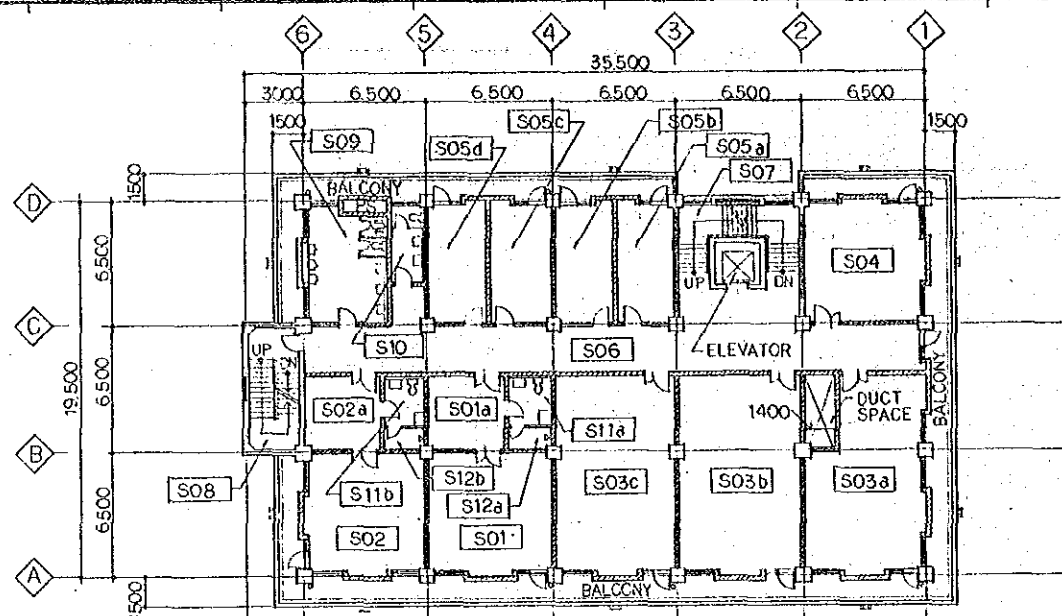 6 5 4 3 2 1
35.500
3000 6.500 6.500 6.500 6.500 6.500
1500 1500
S09 S05d S05c S05b S05a
S07
BALCONY
PS
1500
D
6.500
S04
UP DN
C
S10 S06 ELEVATOR
19.500
6.500
UP DN
S02a S01a S11a 1400 DUCT
SPACE
BALCONY
B
S08 S11b S12b S12a S03c S03b S03a
6500
S02 S01
A
BALCONY
500